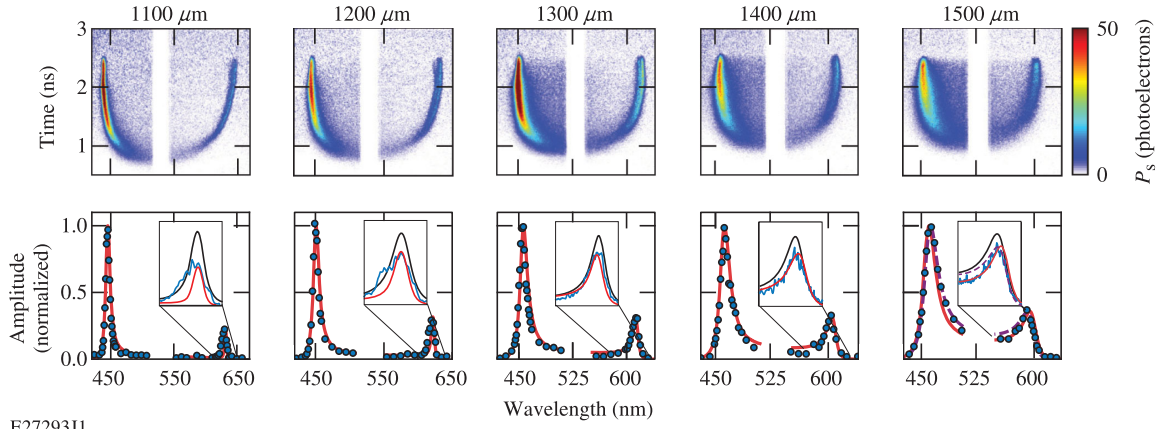 1100 μm 1200 μm 1300 μm 1400 μm 1500 μm
3
2
1
Time (ns)
50
0
Ps (photoelectrons)
1.0
0.5
0.0
Amplitude
(normalized)
450 550 650 450 550 650 450 525 600 450 525 600 450 525 600
Wavelength (nm)
E27293J1